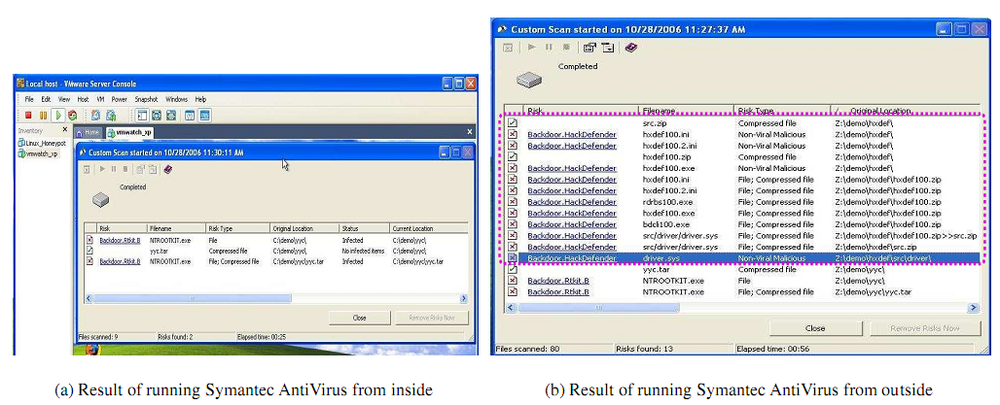 Local host - VMware Server Console
File Edit View Host VM Power Snapshot Windows Help
Inventory
Linux_Honeypot
vmwatch_xp
Home
vmwatch_xp
Custom Scan started on 10/28/2006 11:30:11 AM
Completed
Risk Filename Risk Type Original Location Status Current Location
Backdoor.Rtkit.B NTROOTKIT.exe File C:\demo\yyc\ Infected C:\demo\yyc\
yyc.tar Compressed file C:\demo\yyc\ No infected items C:\demo\yyc\
Backdoor.Rtkit.B NTROOTKIT.exe File; Compressed file C:\demo\yyc\yyc.tar Infected C:\demo\yyc\yyc.tar
Close Remove Risks Now
Files scanned: 9 Risks found: 2 Elapsed time: 00:25
(a) Result of running Symantec AntiVirus from inside
Custom Scan started on 10/28/2006 11:27:37 AM
Completed
Risk Filename Risk Type / Original Location
src.zip Compressed file Z:\demo\hxdef\
Backdoor.HackDefender hxdef100.ini Non-Viral Malicious Z:\demo\hxdef\
Backdoor.HackDefender hxdef100.2.ini Non-Viral Malicious Z:\demo\hxdef\
hxdef100.zip Compressed file Z:\demo\hxdef\
Backdoor.HackDefender hxdef100.exe Non-Viral Malicious Z:\demo\hxdef\
Backdoor.HackDefender hxdef100.ini File; Compressed file Z:\demo\hxdef\hxdef100.zip
Backdoor.HackDefender hxdef100.2.ini File; Compressed file Z:\demo\hxdef\hxdef100.zip
Backdoor.HackDefender rdrbs100.exe File; Compressed file Z:\demo\hxdef\hxdef100.zip
Backdoor.HackDefender hxdef100.exe File; Compressed file Z:\demo\hxdef\hxdef100.zip
Backdoor.HackDefender bdcli100.exe File; Compressed file Z:\demo\hxdef\hxdef100.zip
Backdoor.HackDefender src/driver/driver.sys File; Compressed file Z:\demo\hxdef\hxdef100.zip>>src.zip
Backdoor.HackDefender src/driver/driver.sys File; Compressed file Z:\demo\hxdef\src.zip
Backdoor.HackDefender driver.sys Non-Viral Malicious Z:\demo\hxdef\src\driver\
yyc.tar Compressed file Z:\demo\yyc\
Backdoor.Rtkit.B NTROOTKIT.exe File Z:\demo\yyc\
Backdoor.Rtkit.B NTROOTKIT.exe File; Compressed file Z:\demo\yyc\yyc.tar
Close Remove Risks Now
Files scanned: 80 Risks found: 13 Elapsed time: 00:56
(b) Result of running Symantec AntiVirus from outside